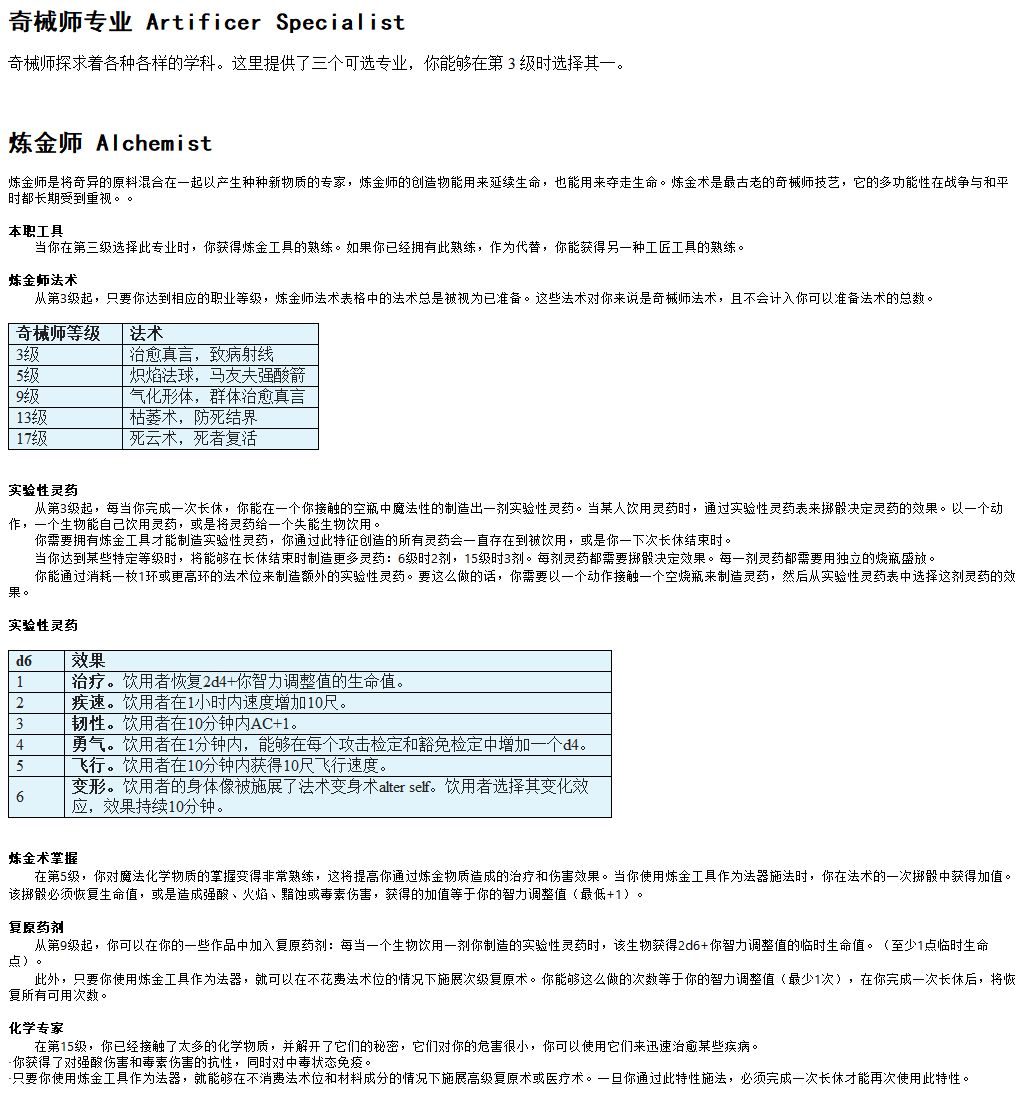 奇械师专业 Artificer Specialist
奇械师探求着各种各样的学科。这里提供了三个可选专业，你能够在第 3 级时选择其一。
炼金师 Alchemist
炼金师是将奇异的原料混合在一起以产生种种新物质的专家，炼金师的创造物能用来延续生命，也能用来夺走生命。炼金术是最古老的奇械师技艺，它的多功能性在战争与和平
时都长期受到重视。。
本职工具
当你在第三级选择此专业时，你获得炼金工具的熟练。如果你已经拥有此熟练，作为代替，你能获得另一种工匠工具的熟练。
炼金师法术
从第3级起，只要你达到相应的职业等级，炼金师法术表格中的法术总是被视为已准备。这些法术对你来说是奇械师法术，且不会计入你可以准备法术的总数。
奇械师等级 法术
3级 治愈真言，致病射线
5级 炽焰法球，马友夫强酸箭
9级 气化形体，群体治愈真言
13级 枯萎术，防死结界
17级 死云术，死者复活
实验性灵药
从第3级起，每当你完成一次长休，你能在一个你接触的空瓶中魔法性的制造出一剂实验性灵药。当某人饮用灵药时，通过实验性灵药表来掷骰决定灵药的效果。以一个动
作，一个生物能自己饮用灵药，或是将灵药给一个失能生物饮用。
你需要拥有炼金工具才能制造实验性灵药，你通过此特征创造的所有灵药会一直存在到被饮用，或是你一下次长休结束时。
当你达到某些特定等级时，将能够在长休结束时制造更多灵药：6级时2剂，15级时3剂。每剂灵药都需要掷骰决定效果。每一剂灵药都需要用独立的烧瓶盛放。
你能通过消耗一枚1环或更高环的法术位来制造额外的实验性灵药。要这么做的话，你需要以一个动作接触一个空烧瓶来制造灵药，然后从实验性灵药表中选择这剂灵药的效
果。
实验性灵药
d6 效果
1 治疗。饮用者恢复2d4+你智力调整值的生命值。
2 疾速。饮用者在1小时内速度增加10尺。
3 韧性。饮用者在10分钟内AC+1。
4 勇气。饮用者在1分钟内，能够在每个攻击检定和豁免检定中增加一个d4。
5 飞行。饮用者在10分钟内获得10尺飞行速度。
6 变形。饮用者的身体像被施展了法术变身术alter self。饮用者选择其变化效
应，效果持续10分钟。
炼金术掌握
在第5级，你对魔法化学物质的掌握变得非常熟练，这将提高你通过炼金物质造成的治疗和伤害效果。当你使用炼金工具作为法器施法时，你在法术的一次掷骰中获得加值。
该掷骰必须恢复生命值，或是造成强酸、火焰、黯蚀或毒素伤害，获得的加值等于你的智力调整值（最低+1）。
复原药剂
从第9级起，你可以在你的一些作品中加入复原药剂：每当一个生物饮用一剂你制造的实验性灵药时，该生物获得2d6+你智力调整值的临时生命值。（至少1点临时生命
点）。
此外，只要你使用炼金工具作为法器，就可以在不花费法术位的情况下施展次级复原术。你能够这么做的次数等于你的智力调整值（最少1次），在你完成一次长休后，将恢
复所有可用次数。
化学专家
在第15级，你已经接触了太多的化学物质，并解开了它们的秘密，它们对你的危害很小，你可以使用它们来迅速治愈某些疾病。
·你获得了对强酸伤害和毒素伤害的抗性，同时对中毒状态免疫。
·只要你使用炼金工具作为法器，就能够在不消费法术位和材料成分的情况下施展高级复原术或医疗术。一旦你通过此特性施法，必须完成一次长休才能再次使用此特性。